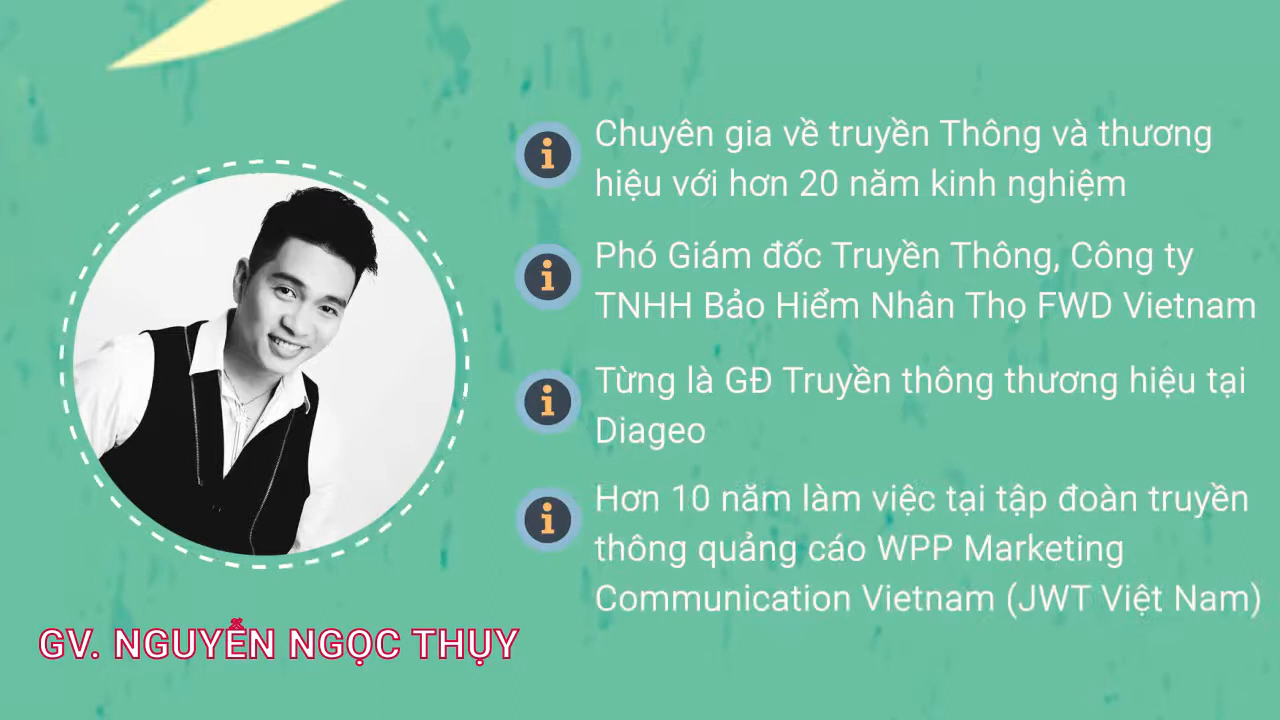 Chuyên gia về truyền Thông và thương
hiệu với hơn 20 năm kinh nghiệm
Phó Giám đốc Truyền Thông, Công ty
TNHH Bảo Hiểm Nhân Thọ FWD Vietnam
Từng là GĐ Truyền thông thương hiệu tại
Diageo
Hơn 10 năm làm việc tại tập đoàn truyền
thông quảng cáo WPP Marketing
Communication Vietnam (JWT Việt Nam)
GV. NGUYỄN NGỌC THỤY